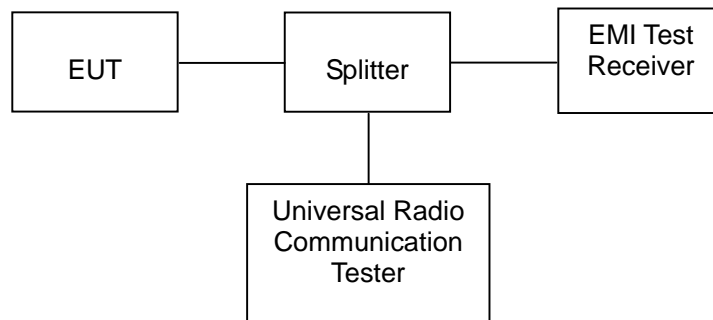 EUT
Splitter
EMI Test
Receiver
Universal Radio
Communication
Tester